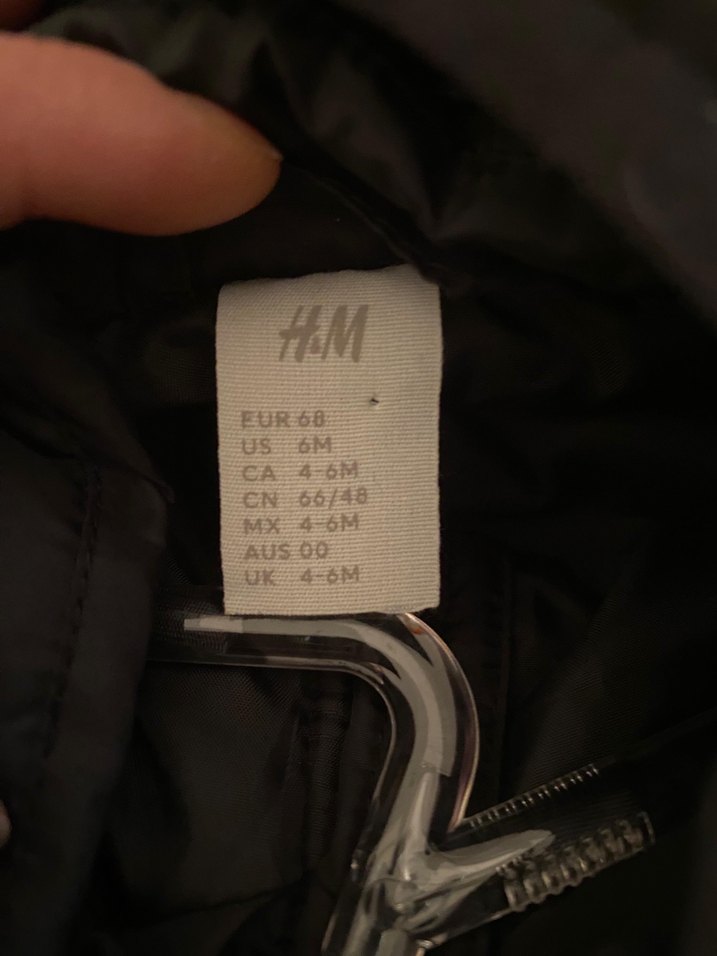 H&M
EUR 68
US 6M
CA 4-6M
CN 66/48
MX 4-6M
AUS 00
UK 4-6M